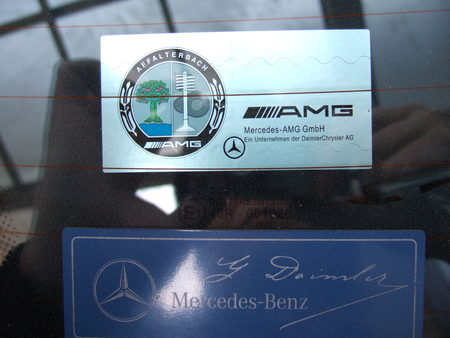 AFFALTERBACH
AMG
AMG
Mercedes-AMG GmbH
Ein Unternehmen der DaimlerChrysler AG
G Daimler
Mercedes-Benz